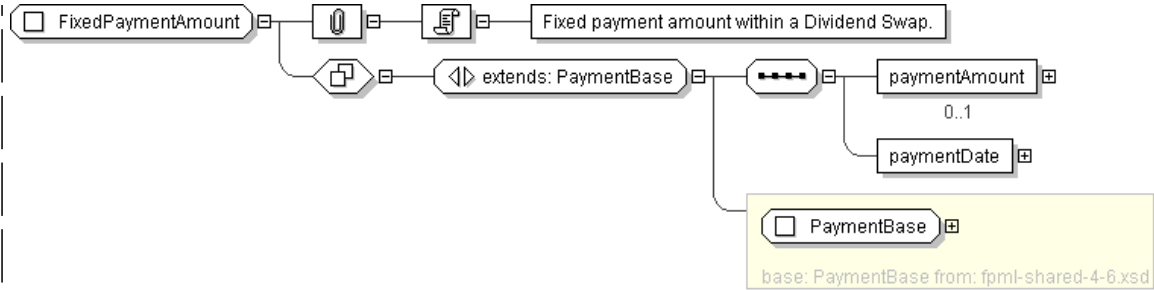 FixedPaymentAmount
Fixed payment amount within a Dividend Swap.
extends: PaymentBase
paymentAmount
0..1
paymentDate
PaymentBase
base: PaymentBase from: fpml-shared-4-6.xsd